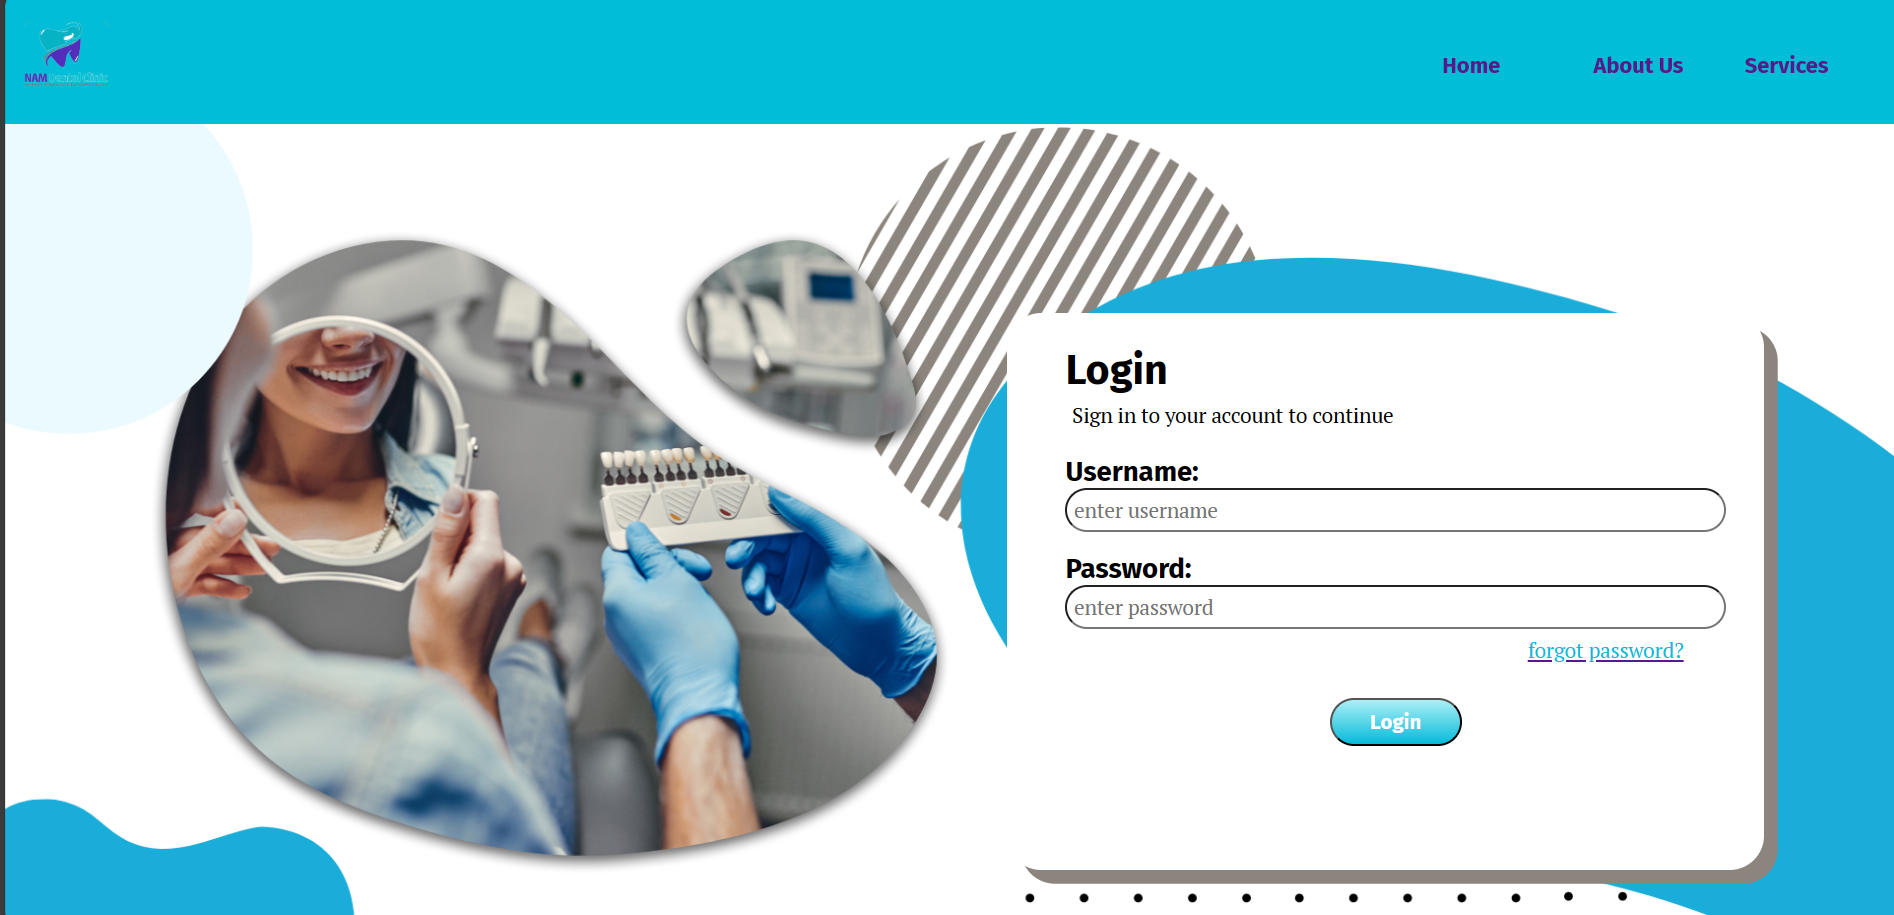 NAM Dental Clinic
Home
About Us
Services
Login
Sign in to your account to continue
Username:
enter username
Password:
enter password
forgot password?
Login